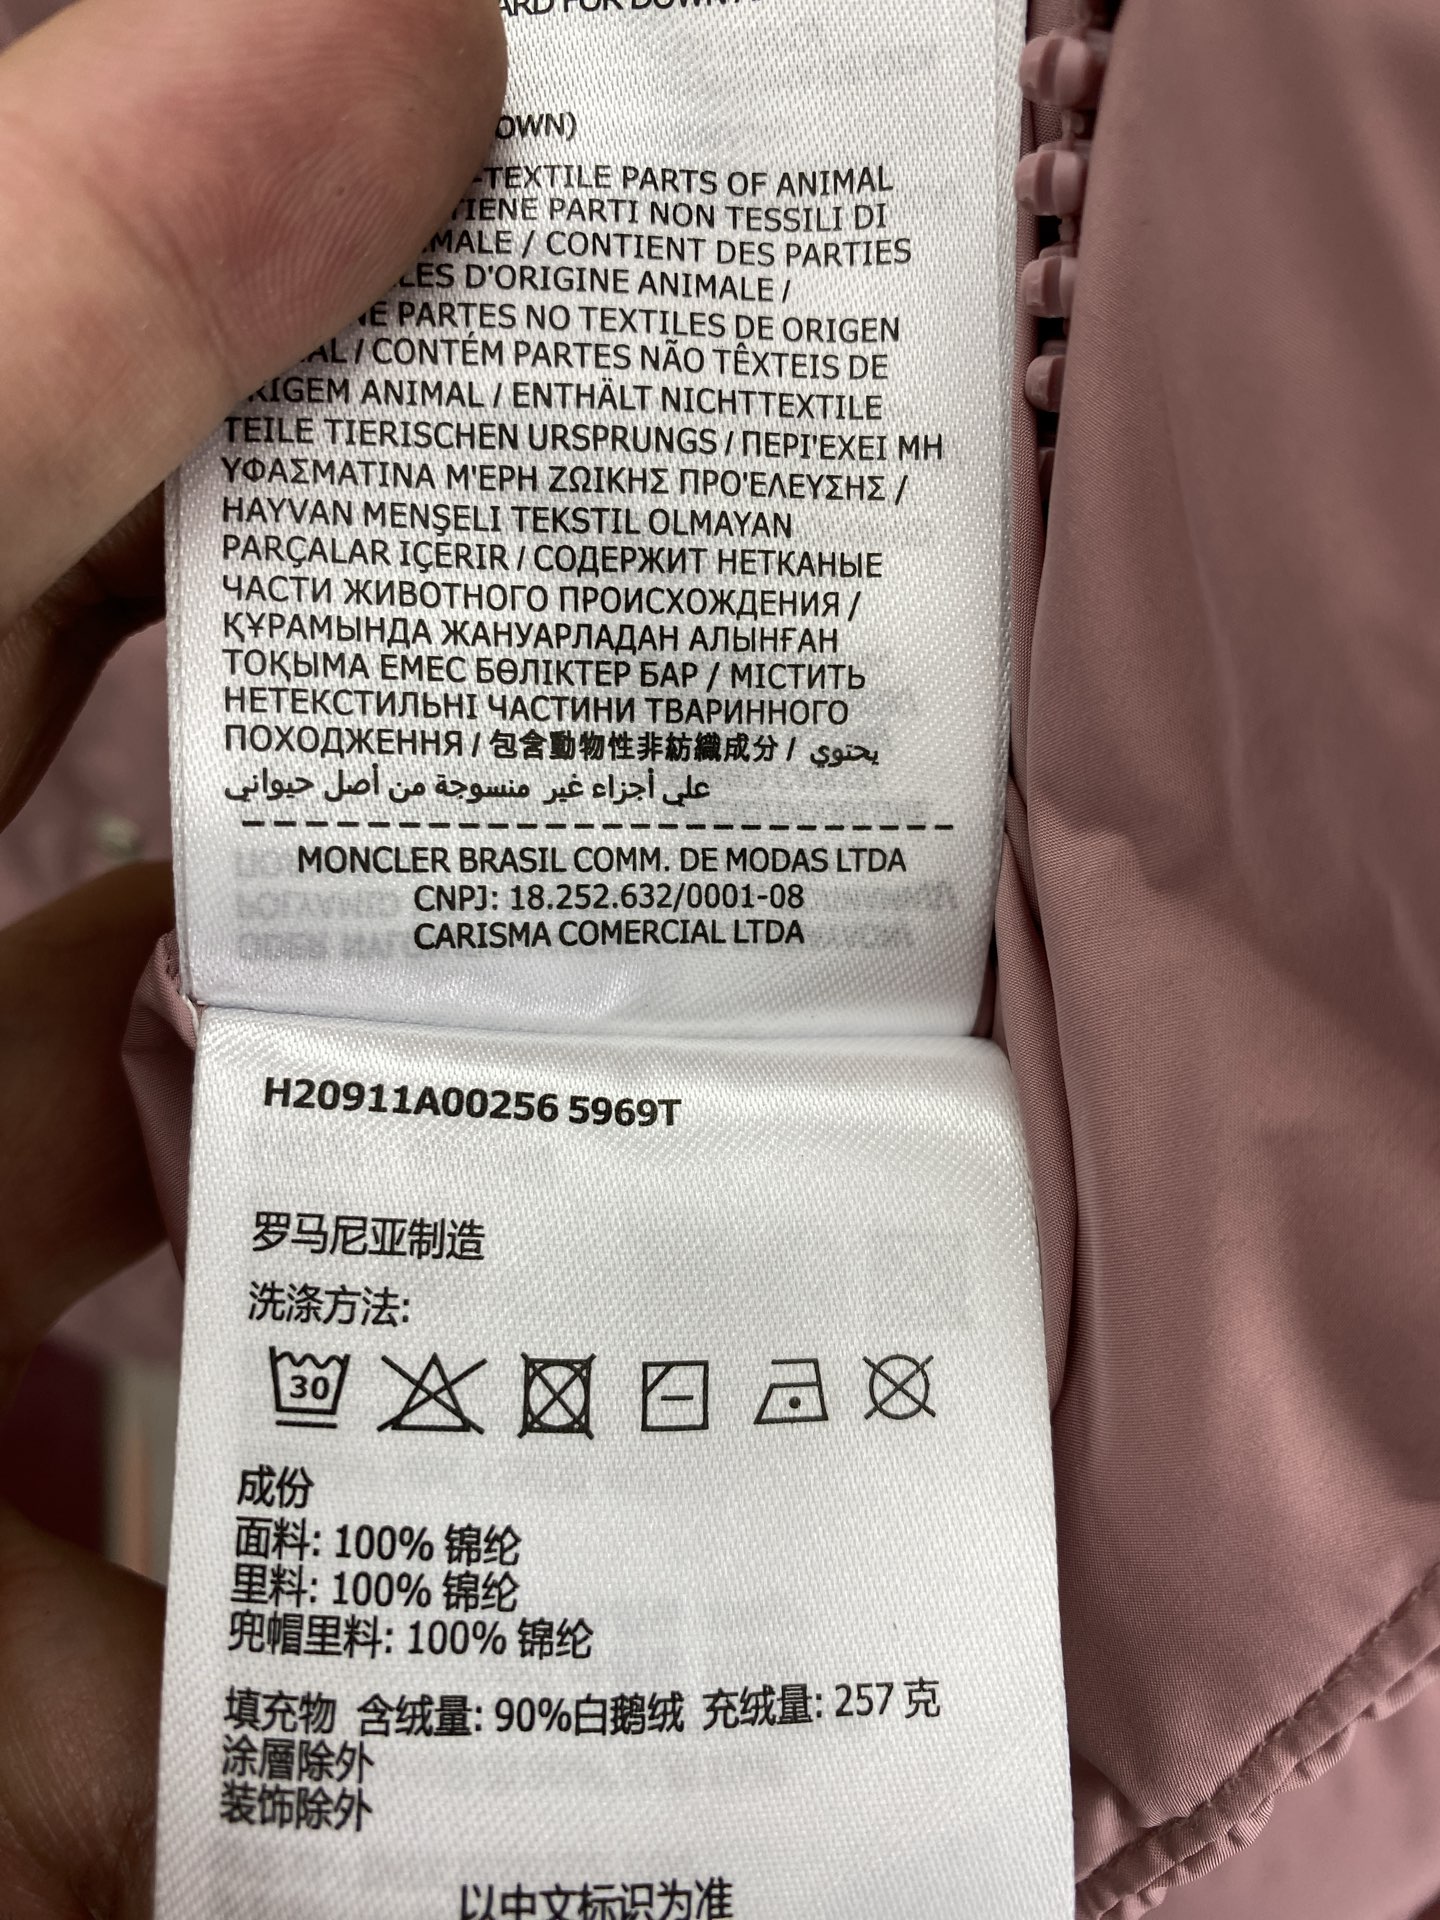 FOR DOWN
OWN)
-TEXTILE PARTS OF ANIMAL
PARTI NON TESSILI DI
/ CONTIENT DES PARTIES
D'ORIGINE ANIMALE /
PARTES NO TEXTILES DE ORIGEN
/ CONTÉM PARTES NÃO TÊXTEIS DE
ANIMAL / ENTHÄLT NICHTTEXTILE
TEILE TIERISCHEN URSPRUNGS / ΠΕΡΙ'ΕΧΕΙ ΜΗ
ΥΦΑΣΜΑΤΙΝΑ Μ'ΕΡΗ ΖΩΙΚΗΣ ΠΡΟ'ΕΛΕΥΣΗΣ /
HAYVAN MENŞELI TEKSTIL OLMAYAN
PARÇALAR IÇERIR / СОДЕРЖИТ НЕТКАНЫЕ
ЧАСТИ ЖИВОТНОГО ПРОИСХОЖДЕНИЯ /
ҚҰРАМЫНДА ЖАНУАРЛАДАН АЛЫНҒАН
ТОҚЫМА ЕМЕС БӨЛІКТЕР БАР / МІСТИТЬ
НЕТЕКСТИЛЬНІ ЧАСТИНИ ТВАРИННОГО
ПОХОДЖЕННЯ / 包含動物性非紡織成分 / يحتوي
على أجزاء غير منسوجة من أصل حيواني
MONCLER BRASIL COMM. DE MODAS LTDA
CNPJ: 18.252.632/0001-08
CARISMA COMERCIAL LTDA
H20911A00256 5969T
罗马尼亚制造
洗涤方法:
30
成份
面料: 100% 锦纶
里料: 100% 锦纶
兜帽里料: 100% 锦纶
填充物 含绒量: 90%白鹅绒 充绒量: 257 克
涂層除外
装饰除外
以中文标识为准